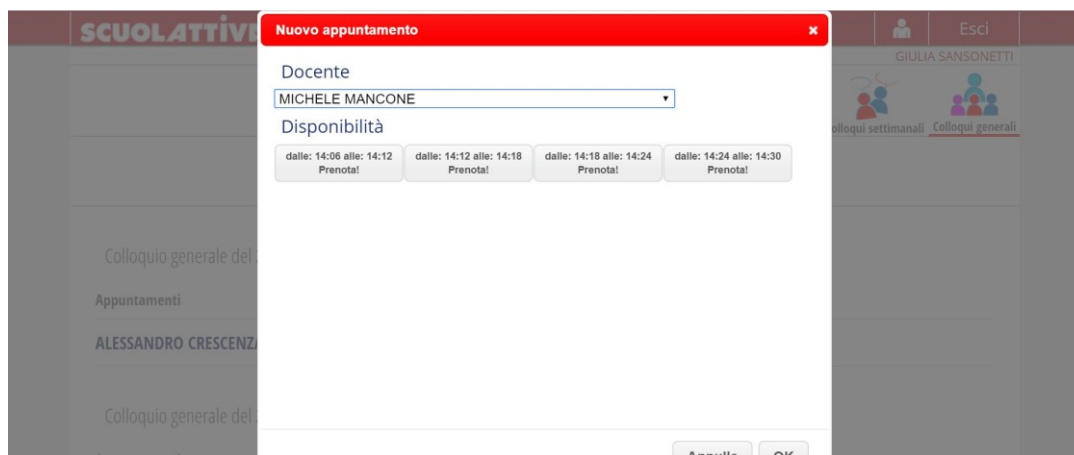 SCUOLATTIV
Nuovo appuntamento
Esci
GIULIA SANSONETTI
Docente
MICHELE MANCONE
Disponibilità
olloqui settimanali Colloqui generali
dalle: 14:06 alle: 14:12 dalle: 14:12 alle: 14:18 dalle: 14:18 alle: 14:24 dalle: 14:24 alle: 14:30
Prenota! Prenota! Prenota! Prenota!
Colloquio generale del
Appuntamenti
ALESSANDRO CRESCENZ
Colloquio generale del
Annulla OK